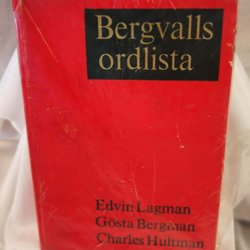 Bergvalls
ordlista
Edvin Lagman
Gösta Bergman
Charles Hultman